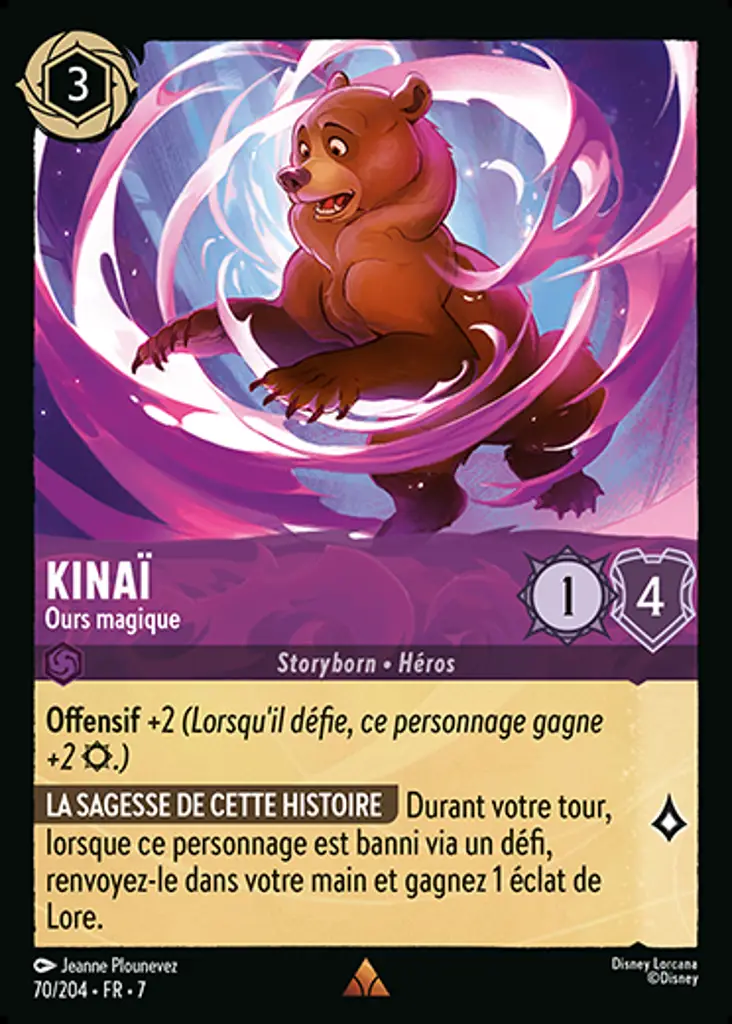 3
KINAÏ
Ours magique
1
4
Storyborn • Héros
Offensif +2 (Lorsqu'il défie, ce personnage gagne
+2 .)
LA SAGESSE DE CETTE HISTOIRE Durant votre tour,
lorsque ce personnage est banni via un défi,
renvoyez-le dans votre main et gagnez 1 éclat de
Lore.
Jeanne Plounevez
70/204 • FR • 7
Disney Lorcana
©Disney